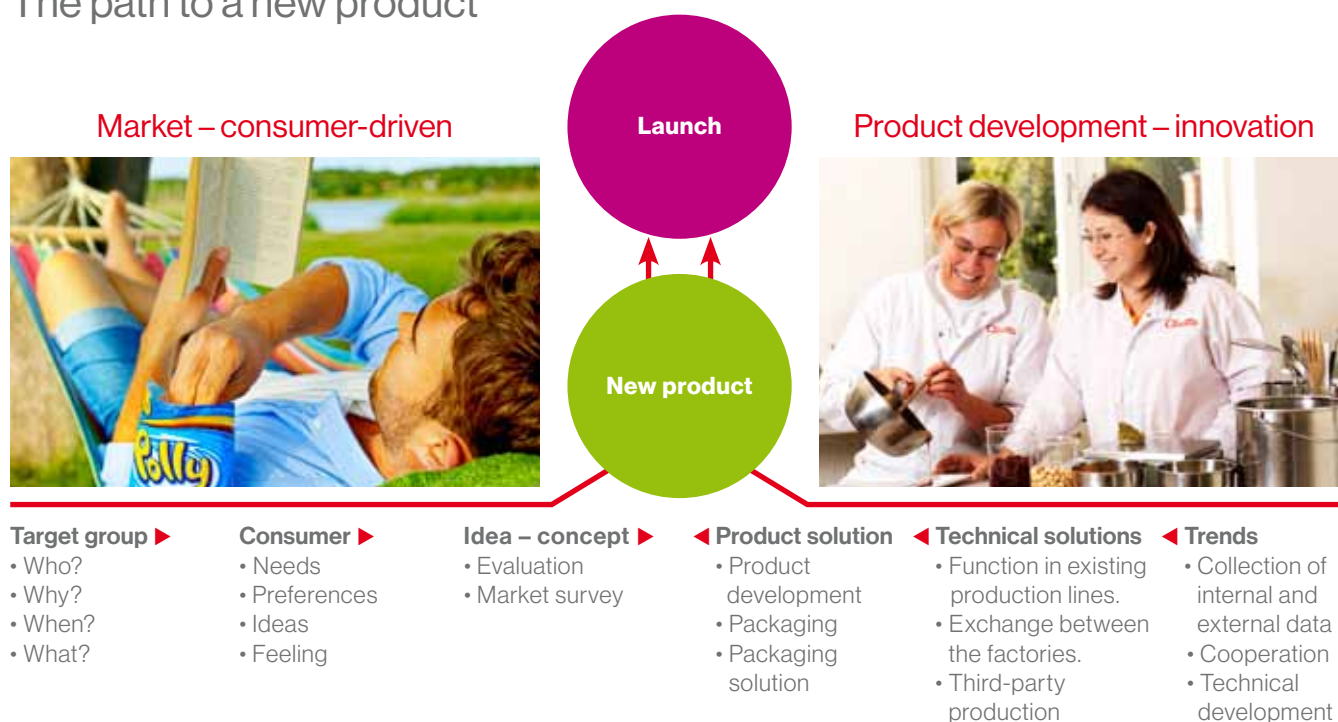 The path to a new product
Market – consumer-driven
Launch
Product development – innovation
Polly
Cloetta
New product
Target group ▶
• Who?
• Why?
• When?
• What?
Consumer ▶
• Needs
• Preferences
• Ideas
• Feeling
Idea – concept ▶
• Evaluation
• Market survey
◀ Product solution
• Product
development
• Packaging
• Packaging
solution
◀ Technical solutions
• Function in existing
production lines.
• Exchange between
the factories.
• Third-party
production
◀ Trends
• Collection of
internal and
external data
• Cooperation
• Technical
development